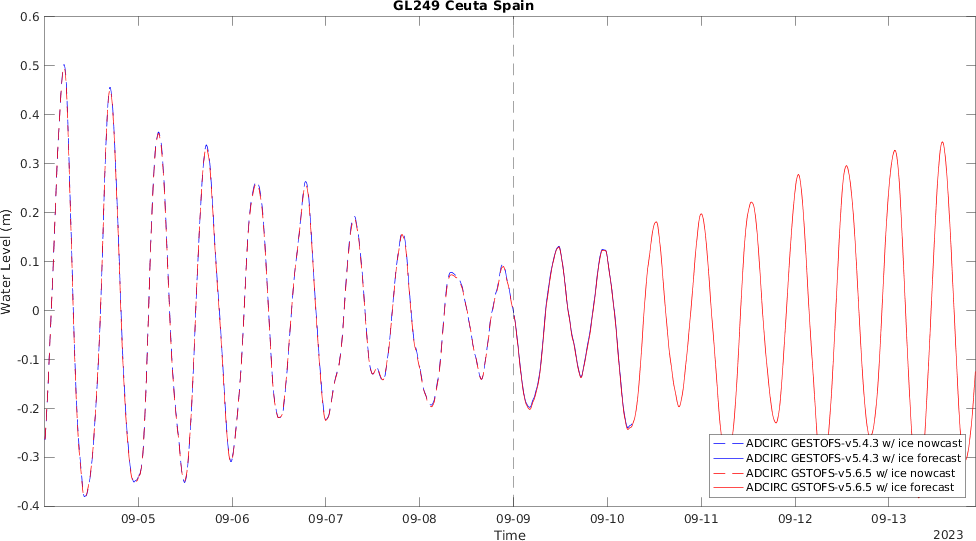 GL249 Ceuta Spain
0.6
0.5
0.4
0.3
0.2
0.1
0
-0.1
-0.2
-0.3
-0.4
Water Level (m)
ADCIRC GESTOFS-v5.4.3 w/ ice nowcast
ADCIRC GESTOFS-v5.4.3 w/ ice forecast
ADCIRC GSTOFS-v5.6.5 w/ ice nowcast
ADCIRC GSTOFS-v5.6.5 w/ ice forecast
09-05 09-06 09-07 09-08 09-09 09-10 09-11 09-12 09-13
Time
2023